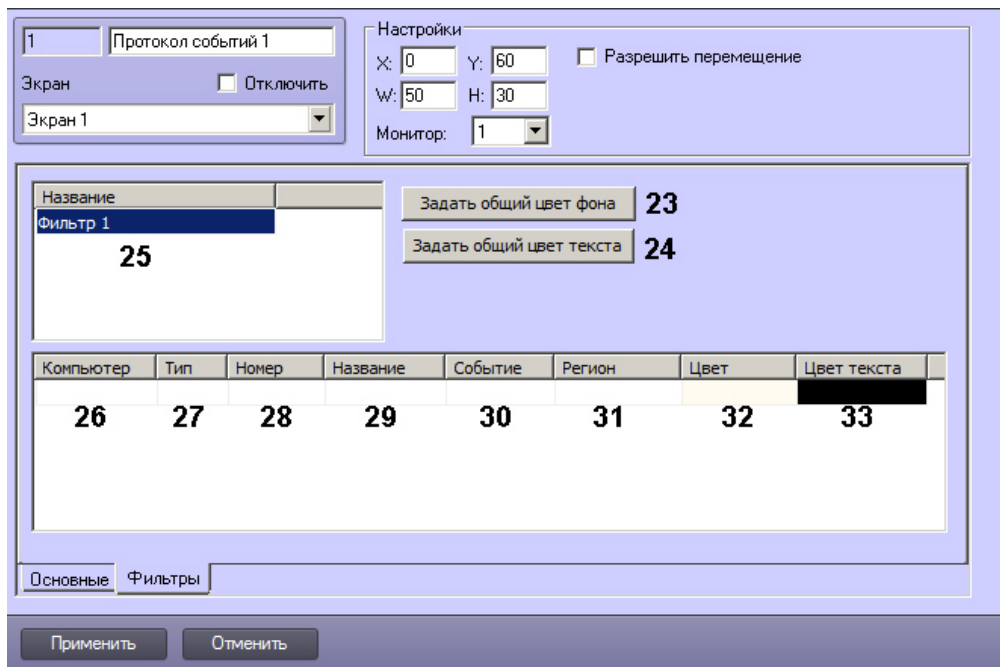 1 Протокол событий 1
Экран Отключить
Экран 1
Настройки
X: 0 Y: 60 Разрешить перемещение
W: 50 H: 30
Монитор: 1
Название
Фильтр 1
25
Задать общий цвет фона 23
Задать общий цвет текста 24
Компьютер Тип Номер Название Событие Регион Цвет Цвет текста
26 27 28 29 30 31 32 33
Основные Фильтры
Применить Отменить